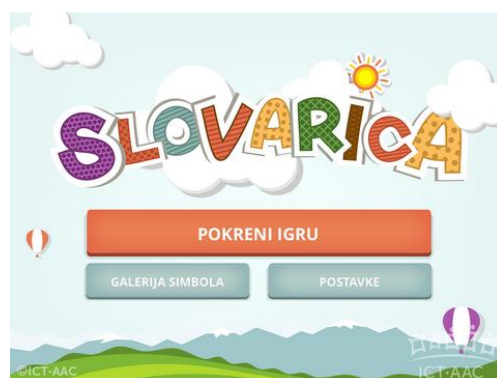 SLOVARICA
POKRENI IGRU
GALERIJA SIMBOLA
POSTAVKE
©ICT-AAC
ICT-AAC